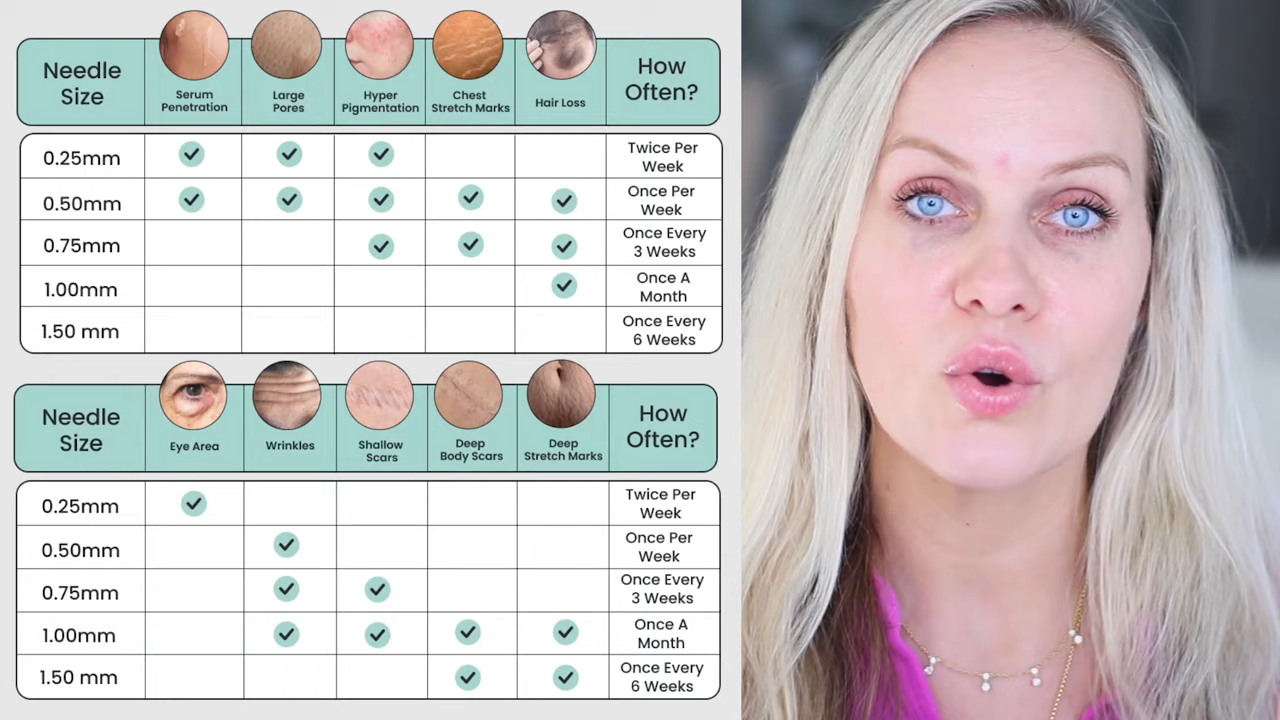 Needle
Size
Serum
Penetration
Large
Pores
Hyper
Pigmentation
Chest
Stretch Marks
Hair Loss
How
Often?
0.25mm
Twice Per
Week
0.50mm
Once Per
Week
0.75mm
Once Every
3 Weeks
1.00mm
Once A
Month
1.50 mm
Once Every
6 Weeks
Needle
Size
Eye Area
Wrinkles
Shallow
Scars
Deep
Body Scars
Deep
Stretch Marks
How
Often?
0.25mm
Twice Per
Week
0.50mm
Once Per
Week
0.75mm
Once Every
3 Weeks
1.00mm
Once A
Month
1.50 mm
Once Every
6 Weeks